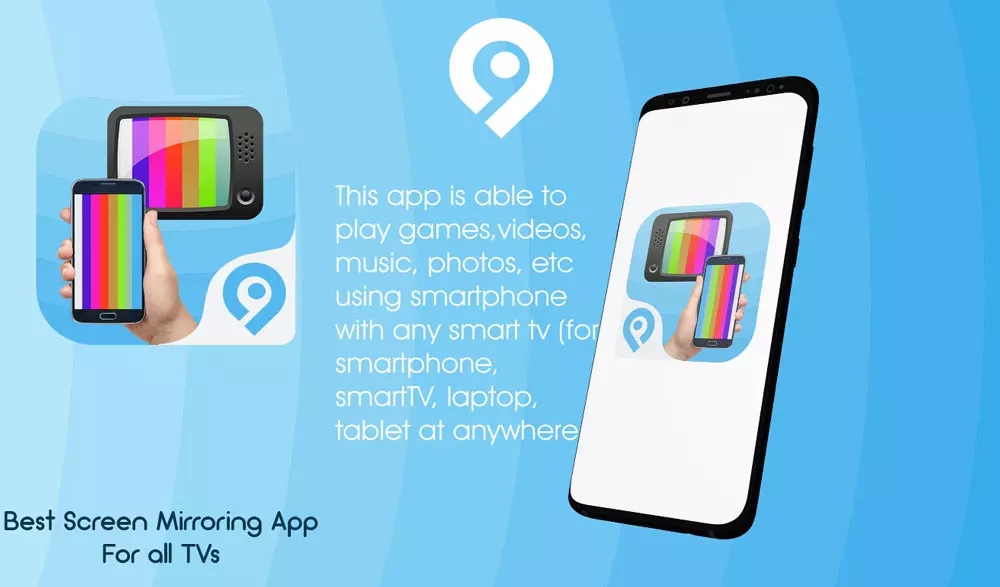 This app is able to
play games,videos,
music, photos, etc
using smartphone
with any smart tv (for
smartphone,
smartTV, laptop,
tablet at anywhere
Best Screen Mirroring App
For all TVs